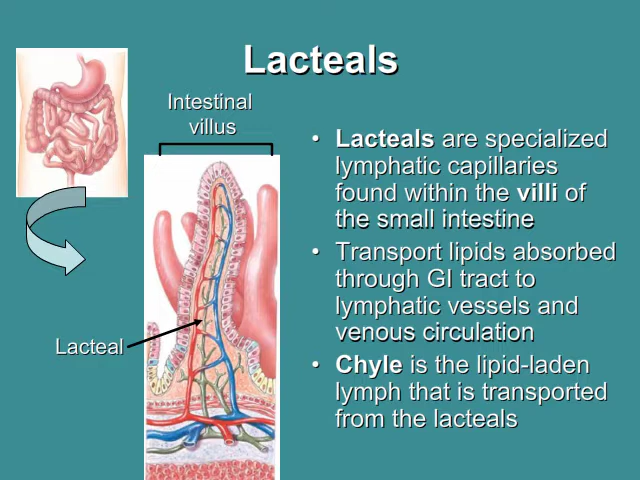 Lacteals
Intestinal
villus
Lacteal
• Lacteals are specialized
lymphatic capillaries
found within the villi of
the small intestine
• Transport lipids absorbed
through GI tract to
lymphatic vessels and
venous circulation
• Chyle is the lipid-laden
lymph that is transported
from the lacteals